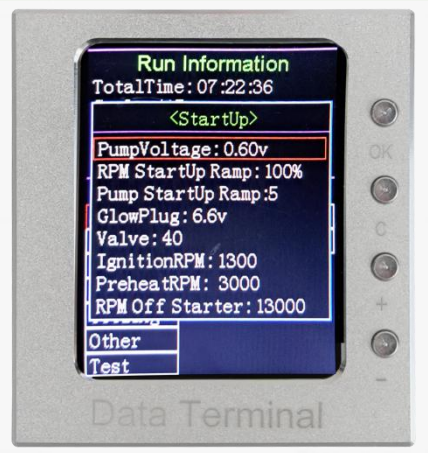 Run Information
TotalTime:07:22:36
<StartUp>
PumpVoltage:0.60v
RPM StartUp Ramp:100%
Pump StartUp Ramp:5
GlowPlug:6.6v
Valve:40
IgnitionRPM:1300
PreheatRPM: 3000
RPM Off Starter:13000
Other
Test
OK
C
+
-
Data Terminal